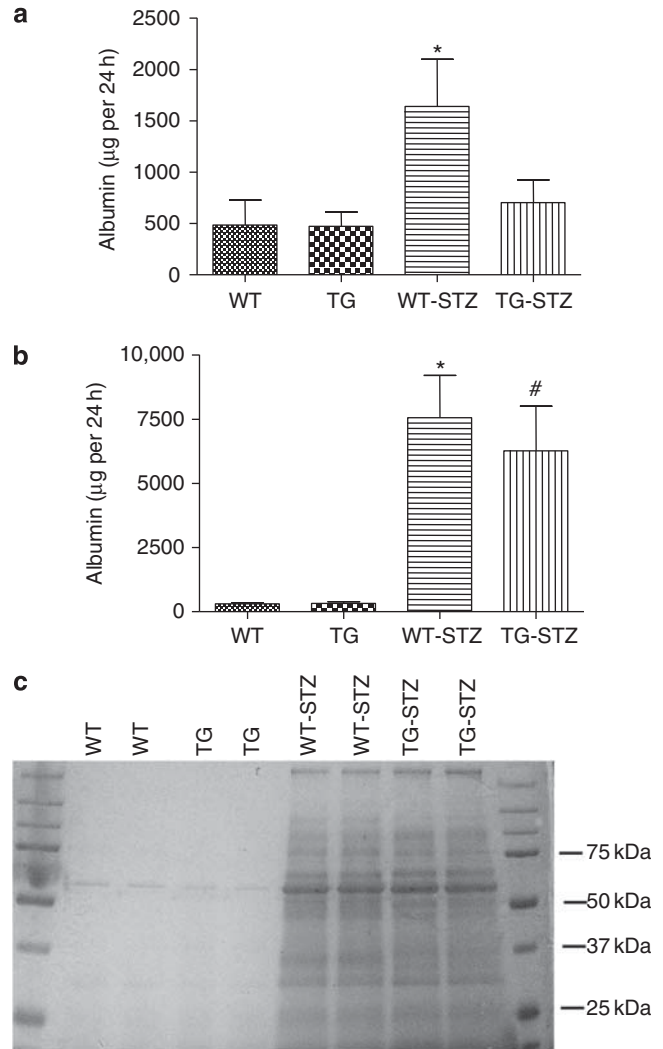 a
2500
2000
1500
1000
500
0
Albumin (μg per 24 h)
*
WT TG WT-STZ TG-STZ
b
10,000
7500
5000
2500
0
Albumin (μg per 24 h)
*
#
WT TG WT-STZ TG-STZ
c
WT WT TG TG WT-STZ WT-STZ TG-STZ TG-STZ
75 kDa
50 kDa
37 kDa
25 kDa